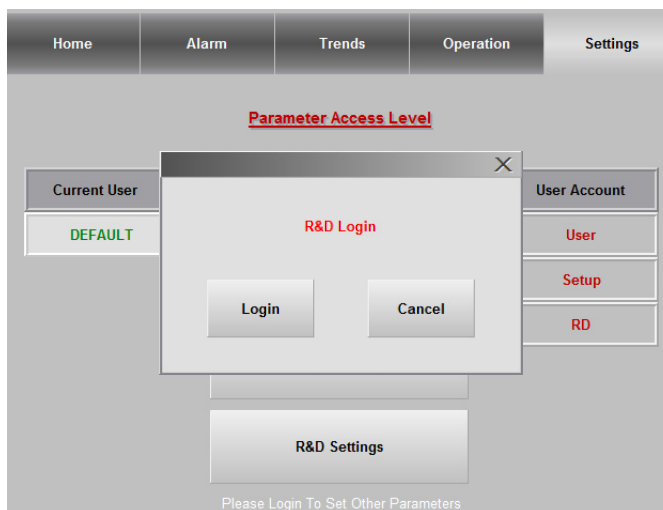 Home Alarm Trends Operation Settings
Parameter Access Level
Current User User Account
DEFAULT User
R&D Login
Setup
Login Cancel
RD
R&D Settings
Please Login To Set Other Parameters